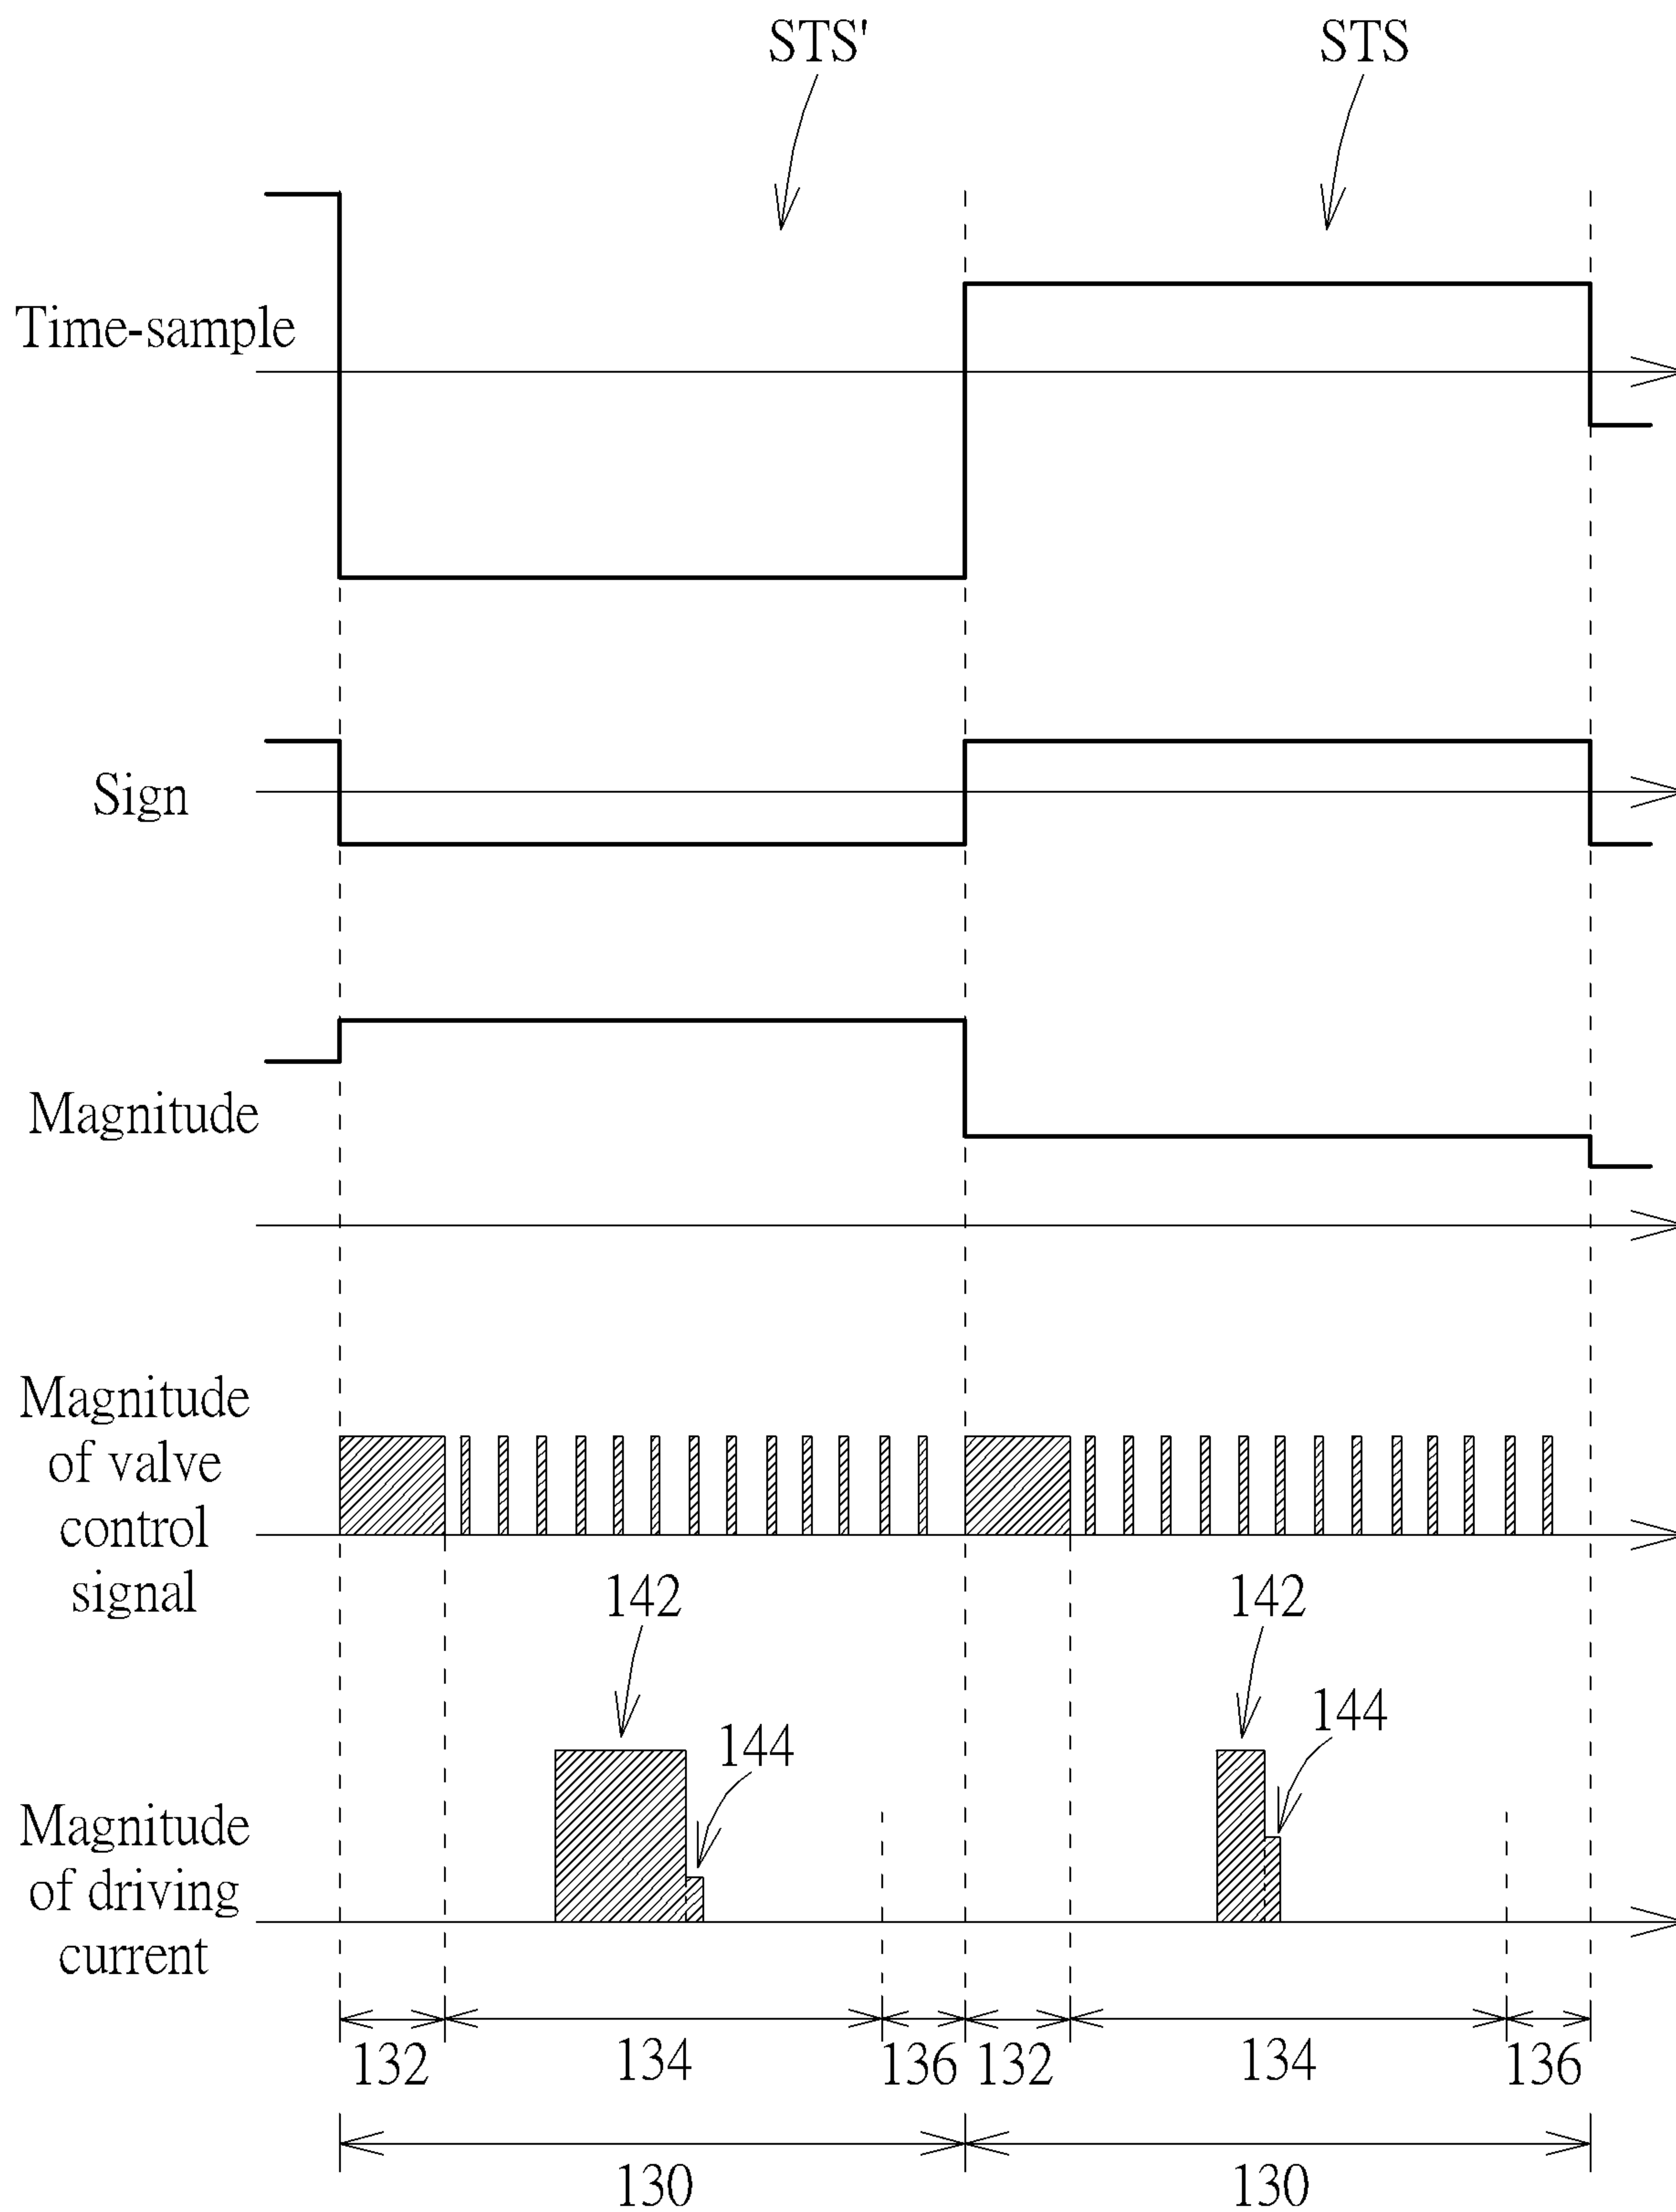 STS'
STS
Time-sample
Sign
Magnitude
Magnitude
of valve
control
signal
142
142
144
144
Magnitude
of driving
current
132
134
136
132
134
136
130
130